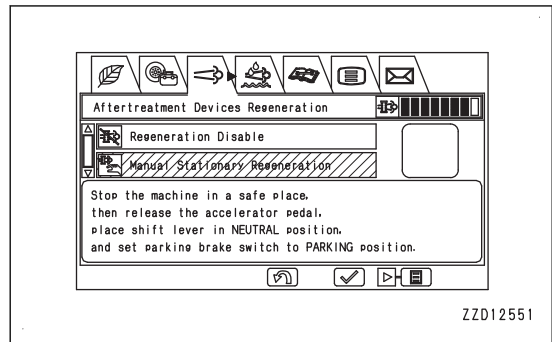 Aftertreatment Devices Regeneration
Regeneration Disable
Manual Stationary Regeneration
Stop the machine in a safe place,
then release the accelerator pedal,
place shift lever in NEUTRAL position,
and set parking brake switch to PARKING position.
ZZD12551